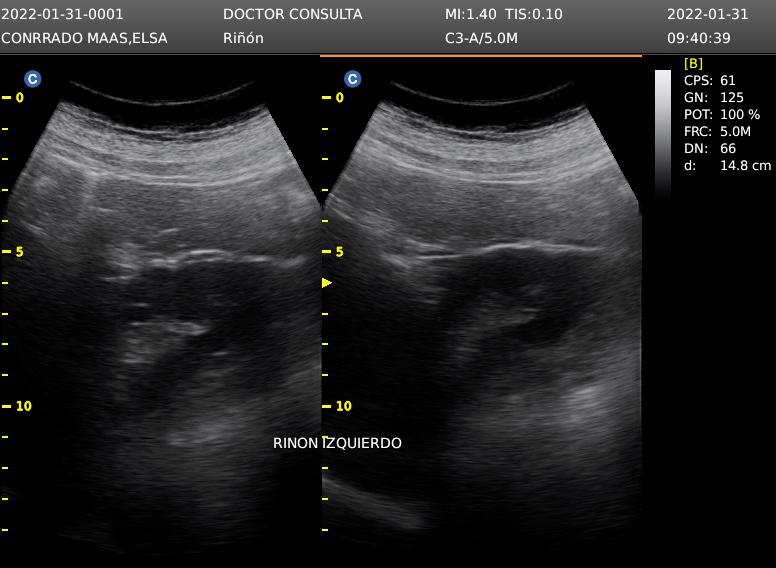 2022-01-31-0001 DOCTOR CONSULTA MI:1.40 TIS:0.10 2022-01-31
CONRRADO MAAS,ELSA Riñón C3-A/5.0M 09:40:39
[B]
CPS: 61
GN: 125
POT: 100 %
FRC: 5.0M
DN: 66
d: 14.8 cm
C C
0 0
5 5
10 10
RINON IZQUIERDO